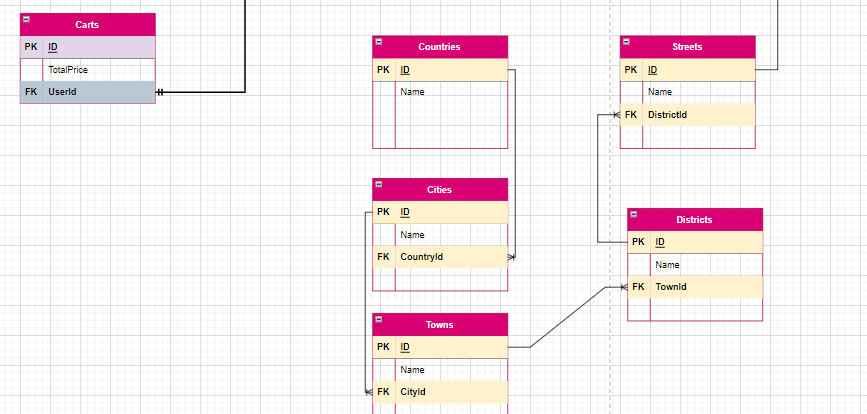 Carts
PK ID
TotalPrice
FK UserId
Countries
PK ID
Name
Cities
PK ID
Name
FK CountryId
Towns
PK ID
Name
FK CityId
Streets
PK ID
Name
FK DistrictId
Districts
PK ID
Name
FK TownId